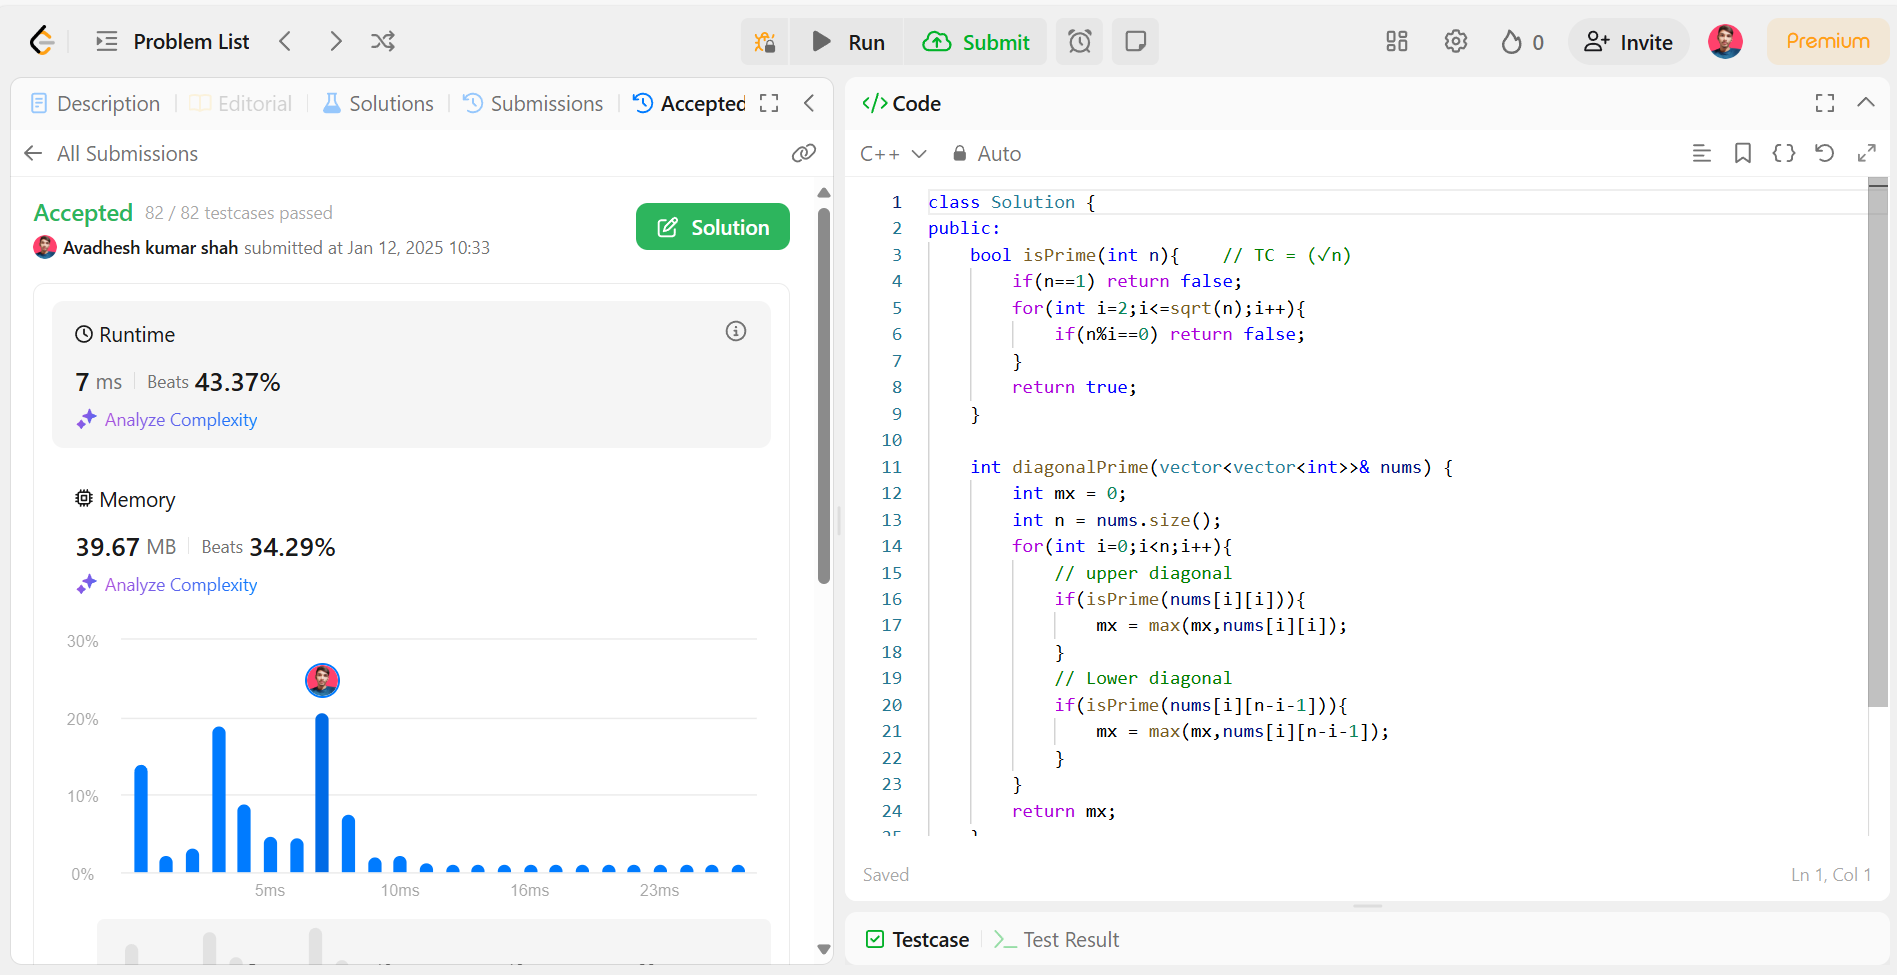 Problem List
Run
Submit
0
Invite
Premium
Description
Editorial
Solutions
Submissions
Accepted
All Submissions
Accepted 82 / 82 testcases passed
Avadhesh kumar shah submitted at Jan 12, 2025 10:33
Solution
Runtime
7 ms Beats 43.37%
Analyze Complexity
Memory
39.67 MB Beats 34.29%
Analyze Complexity
30%
20%
10%
0%
5ms 10ms 16ms 23ms
</> Code
C++ Auto
1 class Solution {
2 public:
3 bool isPrime(int n){ // TC = (√n)
4 if(n==1) return false;
5 for(int i=2;i<=sqrt(n);i++){
6 if(n%i==0) return false;
7 }
8 return true;
9 }
10
11 int diagonalPrime(vector<vector<int>>& nums) {
12 int mx = 0;
13 int n = nums.size();
14 for(int i=0;i<n;i++){
15 // upper diagonal
16 if(isPrime(nums[i][i])){
17 mx = max(mx,nums[i][i]);
18 }
19 // Lower diagonal
20 if(isPrime(nums[i][n-i-1])){
21 mx = max(mx,nums[i][n-i-1]);
22 }
23 }
24 return mx;
25 }
Saved
Ln 1, Col 1
Testcase
Test Result